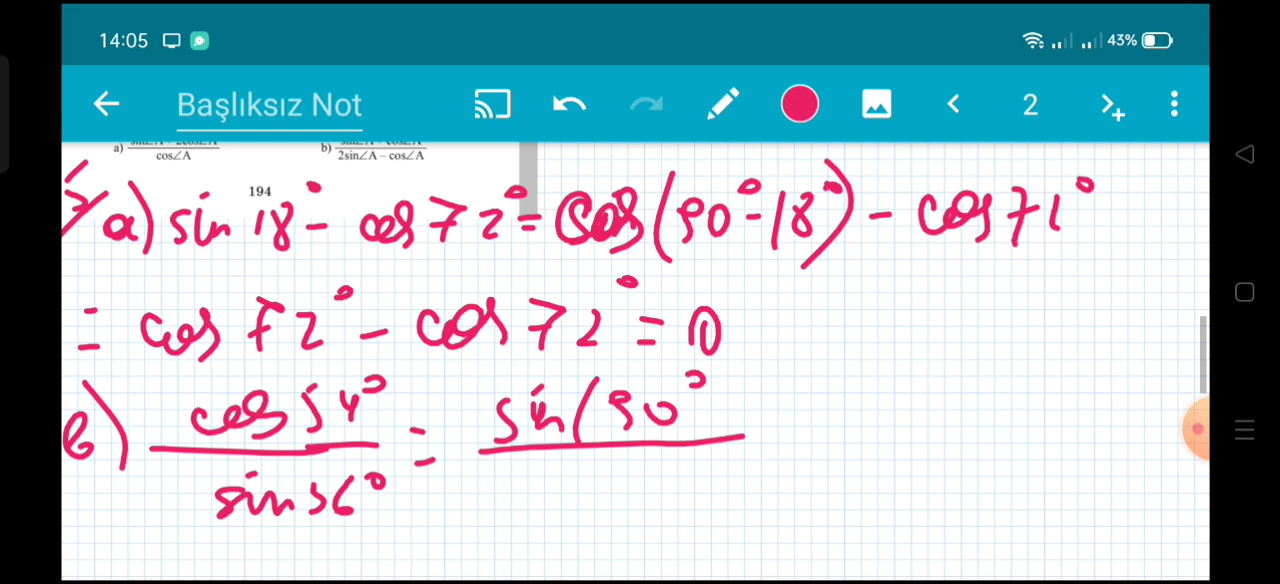 14:05 43%
Başlıksız Not 2
a) cos∠A b) 2sin∠A – cos∠A
194
a) sin 18° - cos 72° = cos(90° - 18°) - cos 71°
= cos 72° - cos 72° = 0
b) cos 54° / sin 36° = sin(90°